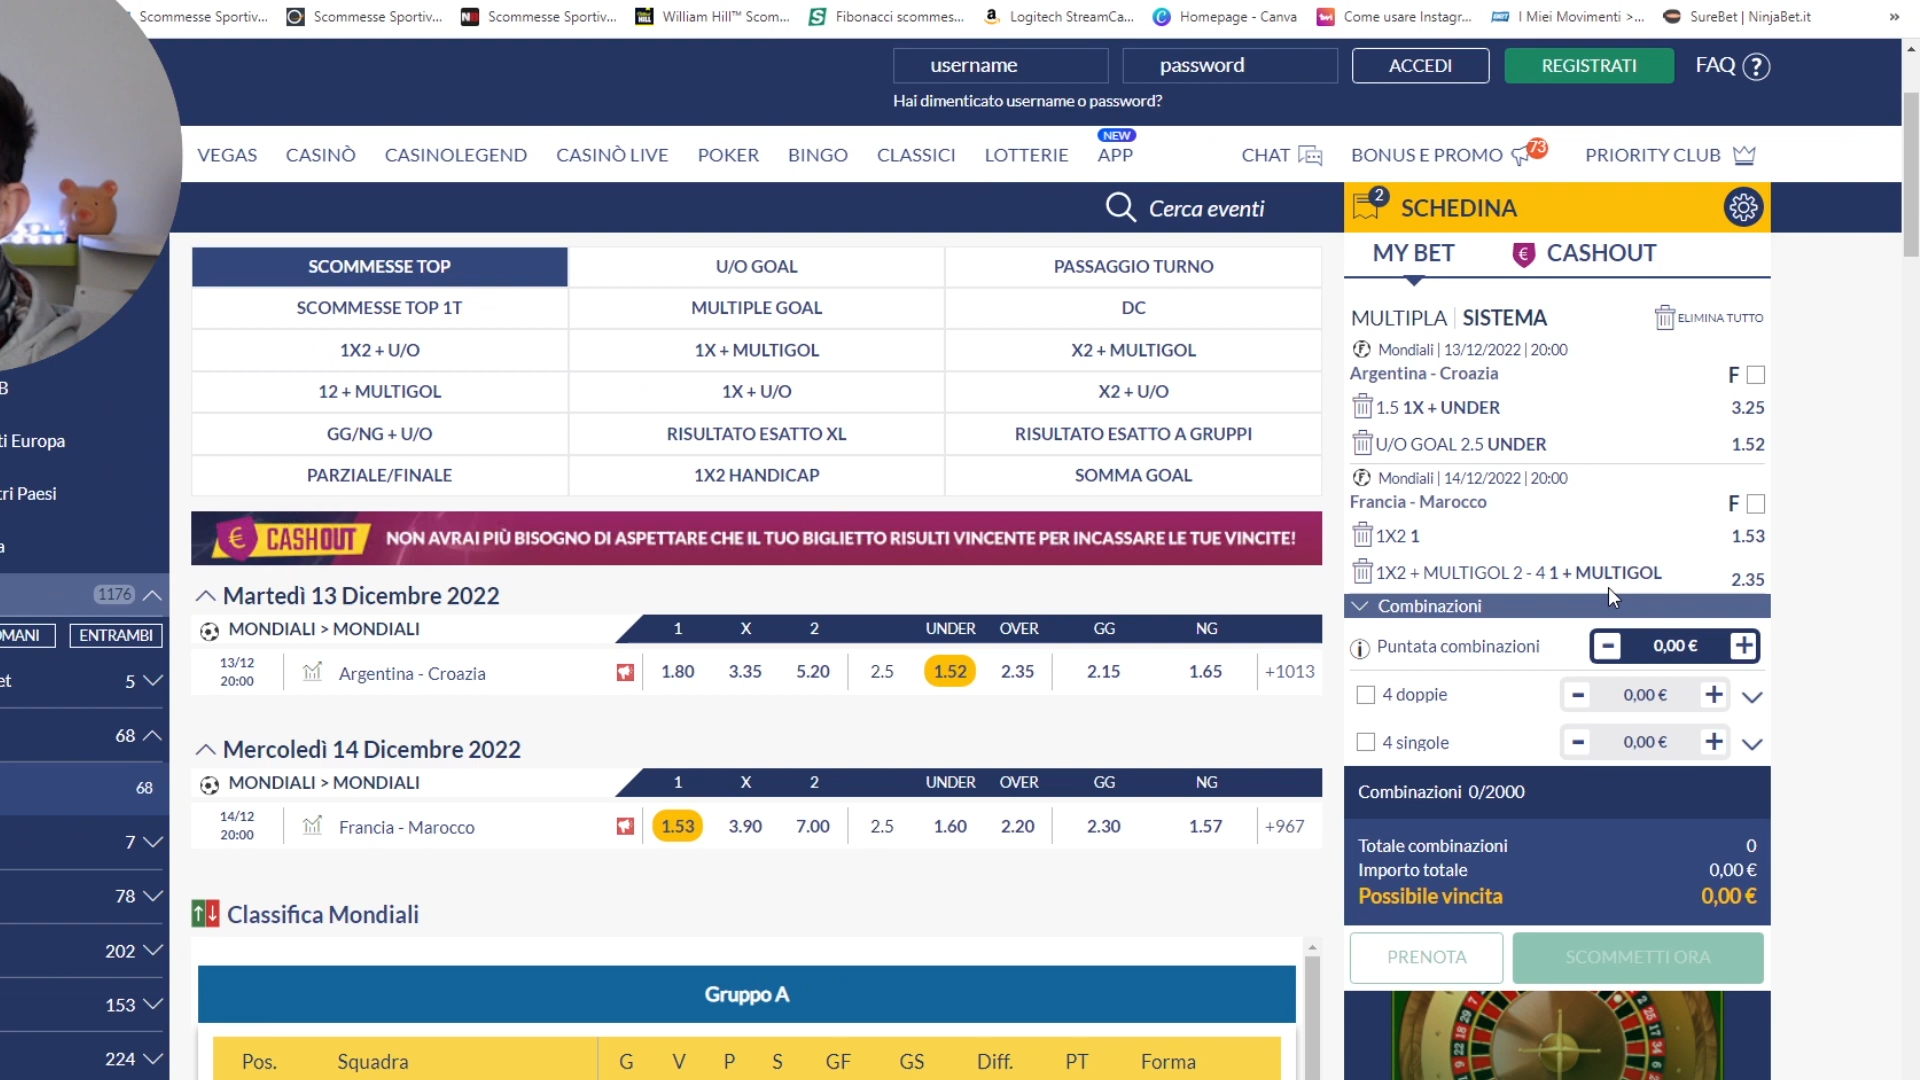 Scommesse Sportiv... Scommesse Sportiv... Scommesse Sportiv... William Hill™ Scom... Fibonacci scommes... Logitech StreamCa... Homepage - Canva Come usare Instagr... I Miei Movimenti >... SureBet | NinjaBet.it »
username password ACCEDI REGISTRATI FAQ ?
Hai dimenticato username o password?
NEW
VEGAS CASINÒ CASINOLEGEND CASINÒ LIVE POKER BINGO CLASSICI LOTTERIE APP CHAT BONUS E PROMO 73 PRIORITY CLUB
Cerca eventi
2 SCHEDINA
MY BET € CASHOUT
SCOMMESSE TOP U/O GOAL PASSAGGIO TURNO
SCOMMESSE TOP 1T MULTIPLE GOAL DC
1X2 + U/O 1X + MULTIGOL X2 + MULTIGOL
12 + MULTIGOL 1X + U/O X2 + U/O
GG/NG + U/O RISULTATO ESATTO XL RISULTATO ESATTO A GRUPPI
PARZIALE/FINALE 1X2 HANDICAP SOMMA GOAL
€ CASHOUT NON AVRAI PIÙ BISOGNO DI ASPETTARE CHE IL TUO BIGLIETTO RISULTI VINCENTE PER INCASSARE LE TUE VINCITE!
Martedì 13 Dicembre 2022
MONDIALI > MONDIALI 1 X 2 UNDER OVER GG NG
13/12
20:00
Argentina - Croazia 1.80 3.35 5.20 2.5 1.52 2.35 2.15 1.65 +1013
Mercoledì 14 Dicembre 2022
MONDIALI > MONDIALI 1 X 2 UNDER OVER GG NG
14/12
20:00
Francia - Marocco 1.53 3.90 7.00 2.5 1.60 2.20 2.30 1.57 +967
Classifica Mondiali
Gruppo A
Pos. Squadra G V P S GF GS Diff. PT Forma
MULTIPLA | SISTEMA ELIMINA TUTTO
Mondiali | 13/12/2022 | 20:00
Argentina - Croazia F
1.5 1X + UNDER 3.25
U/O GOAL 2.5 UNDER 1.52
Mondiali | 14/12/2022 | 20:00
Francia - Marocco F
1X2 1 1.53
1X2 + MULTIGOL 2 - 4 1 + MULTIGOL 2.35
Combinazioni
i Puntata combinazioni - 0,00 € +
4 doppie - 0,00 € +
4 singole - 0,00 € +
Combinazioni 0/2000
Totale combinazioni 0
Importo totale 0,00 €
Possibile vincita 0,00 €
PRENOTA SCOMMETTI ORA
B
ti Europa
tri Paesi
a
1176
OMANI ENTRAMBI
et 5
68
68
7
78
202
153
224